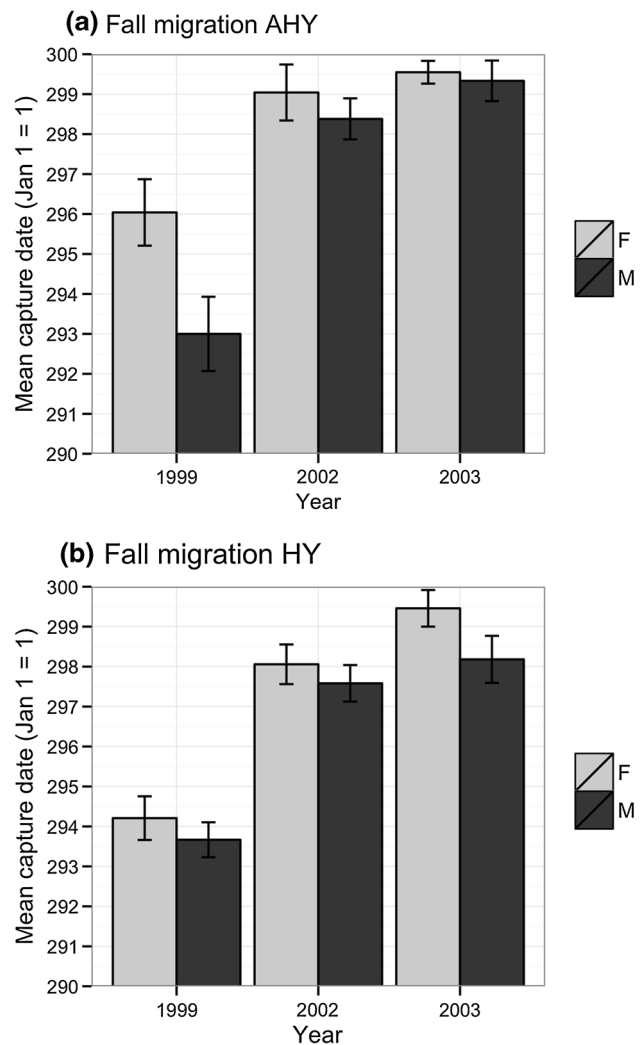 (a) Fall migration AHY
Mean capture date (Jan 1 = 1)
300
299
298
297
296
295
294
293
292
291
290
1999 2002 2003
Year
F
M
(b) Fall migration HY
Mean capture date (Jan 1 = 1)
300
299
298
297
296
295
294
293
292
291
290
1999 2002 2003
Year
F
M